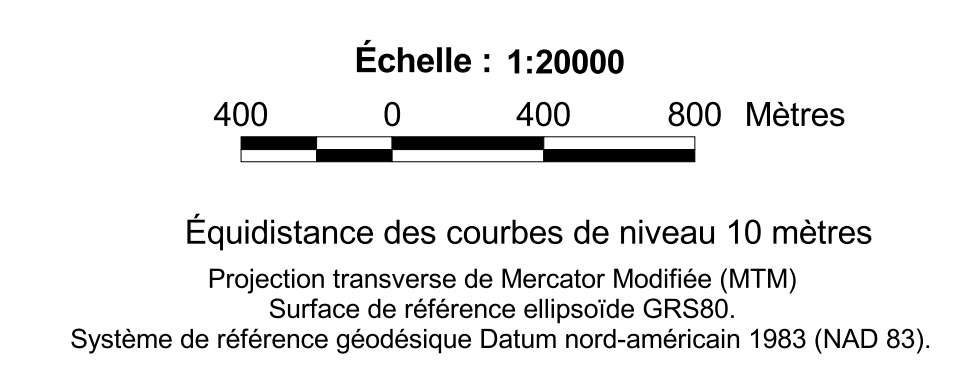 Échelle : 1:20000
400 0 400 800 Mètres
Équidistance des courbes de niveau 10 mètres
Projection transverse de Mercator Modifiée (MTM)
Surface de référence ellipsoïde GRS80.
Système de référence géodésique Datum nord-américain 1983 (NAD 83).